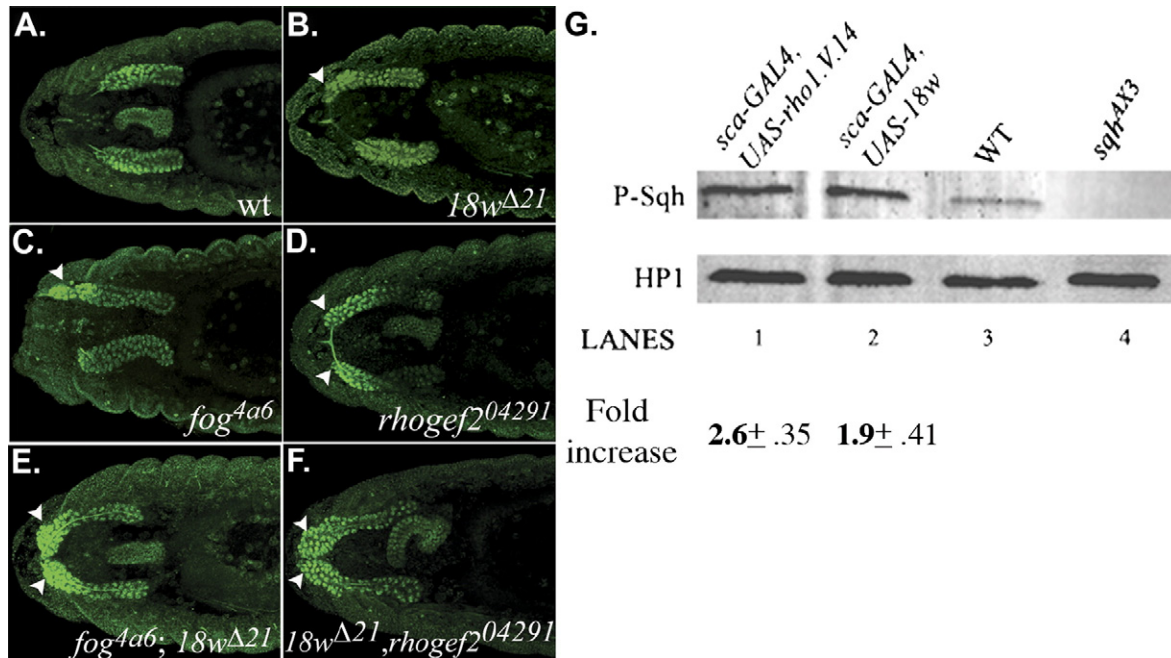 A.
wt
B.
18w^Δ21
C.
fog^4a6
D.
rhogef2^04291
E.
fog^4a6; 18w^Δ21
F.
18w^Δ21,rhogef2^04291
G.
sca-GAL4,
UAS-rho1.V.14
sca-GAL4,
UAS-18w
WT
sqh^AX3
P-Sqh
HP1
LANES 1 2 3 4
Fold
increase
2.6± .35 1.9± .41